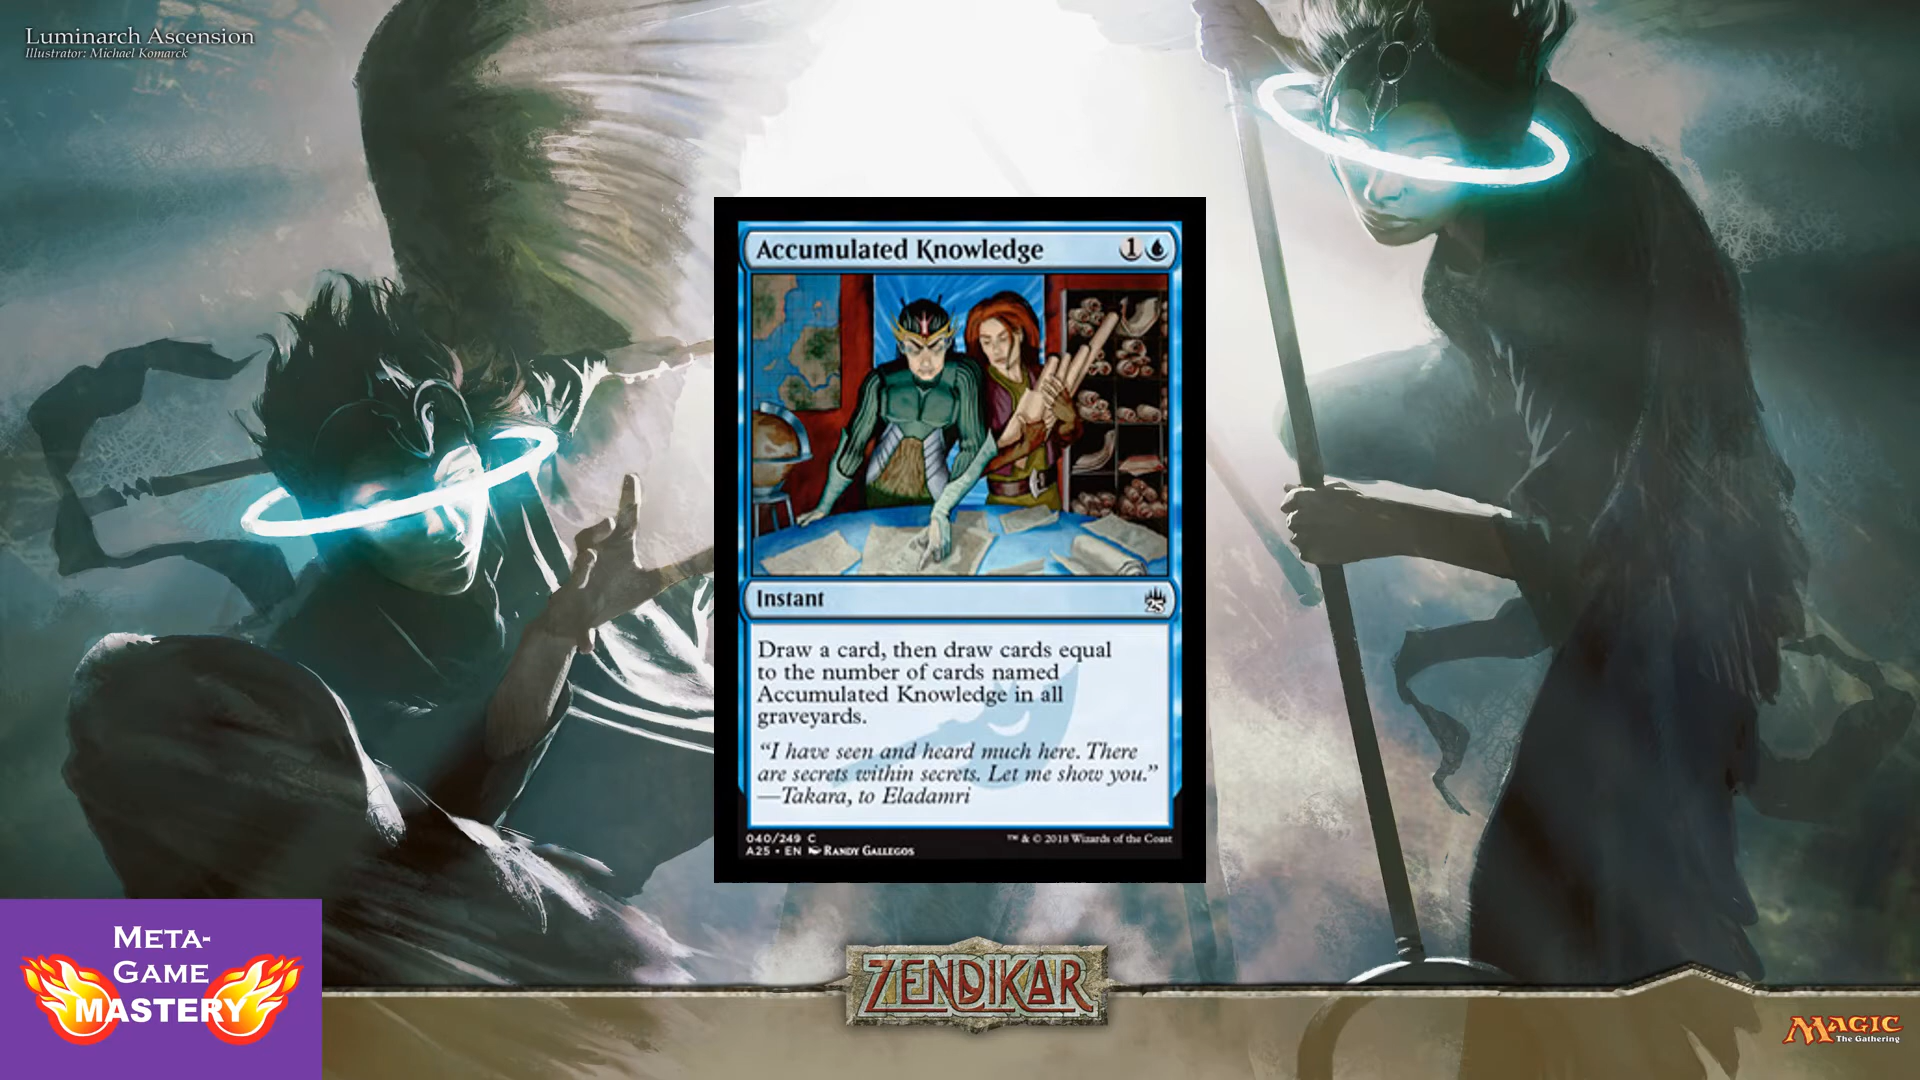 Luminarch Ascension
Illustrator: Michael Komarck
Accumulated Knowledge 1
Instant
25
Draw a card, then draw cards equal
to the number of cards named
Accumulated Knowledge in all
graveyards.
“I have seen and heard much here. There
are secrets within secrets. Let me show you.”
—Takara, to Eladamri
040/249 C
A25 • EN Randy Gallegos
™ & © 2018 Wizards of the Coast
META-
GAME
MASTERY
ZENDIKAR
MAGIC
The Gathering